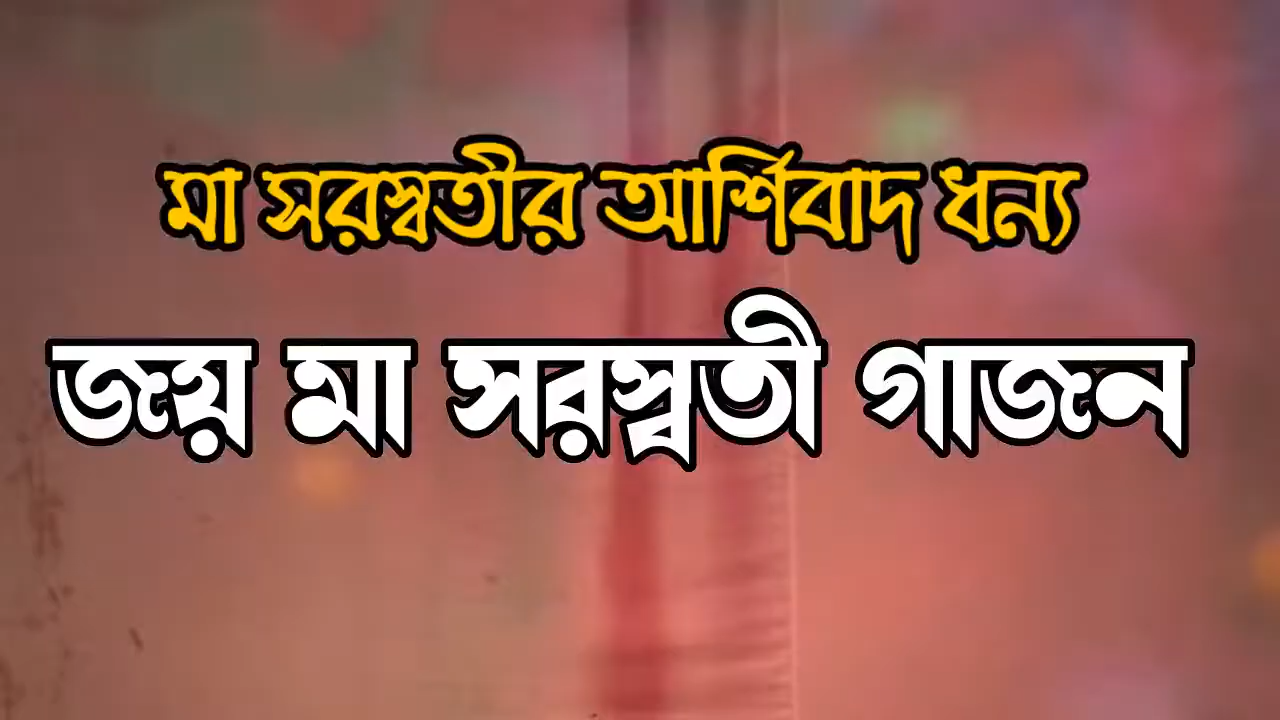 মা সরস্বতীর আর্শিবাদ ধন্য
জয় মা সরস্বতী গাজন